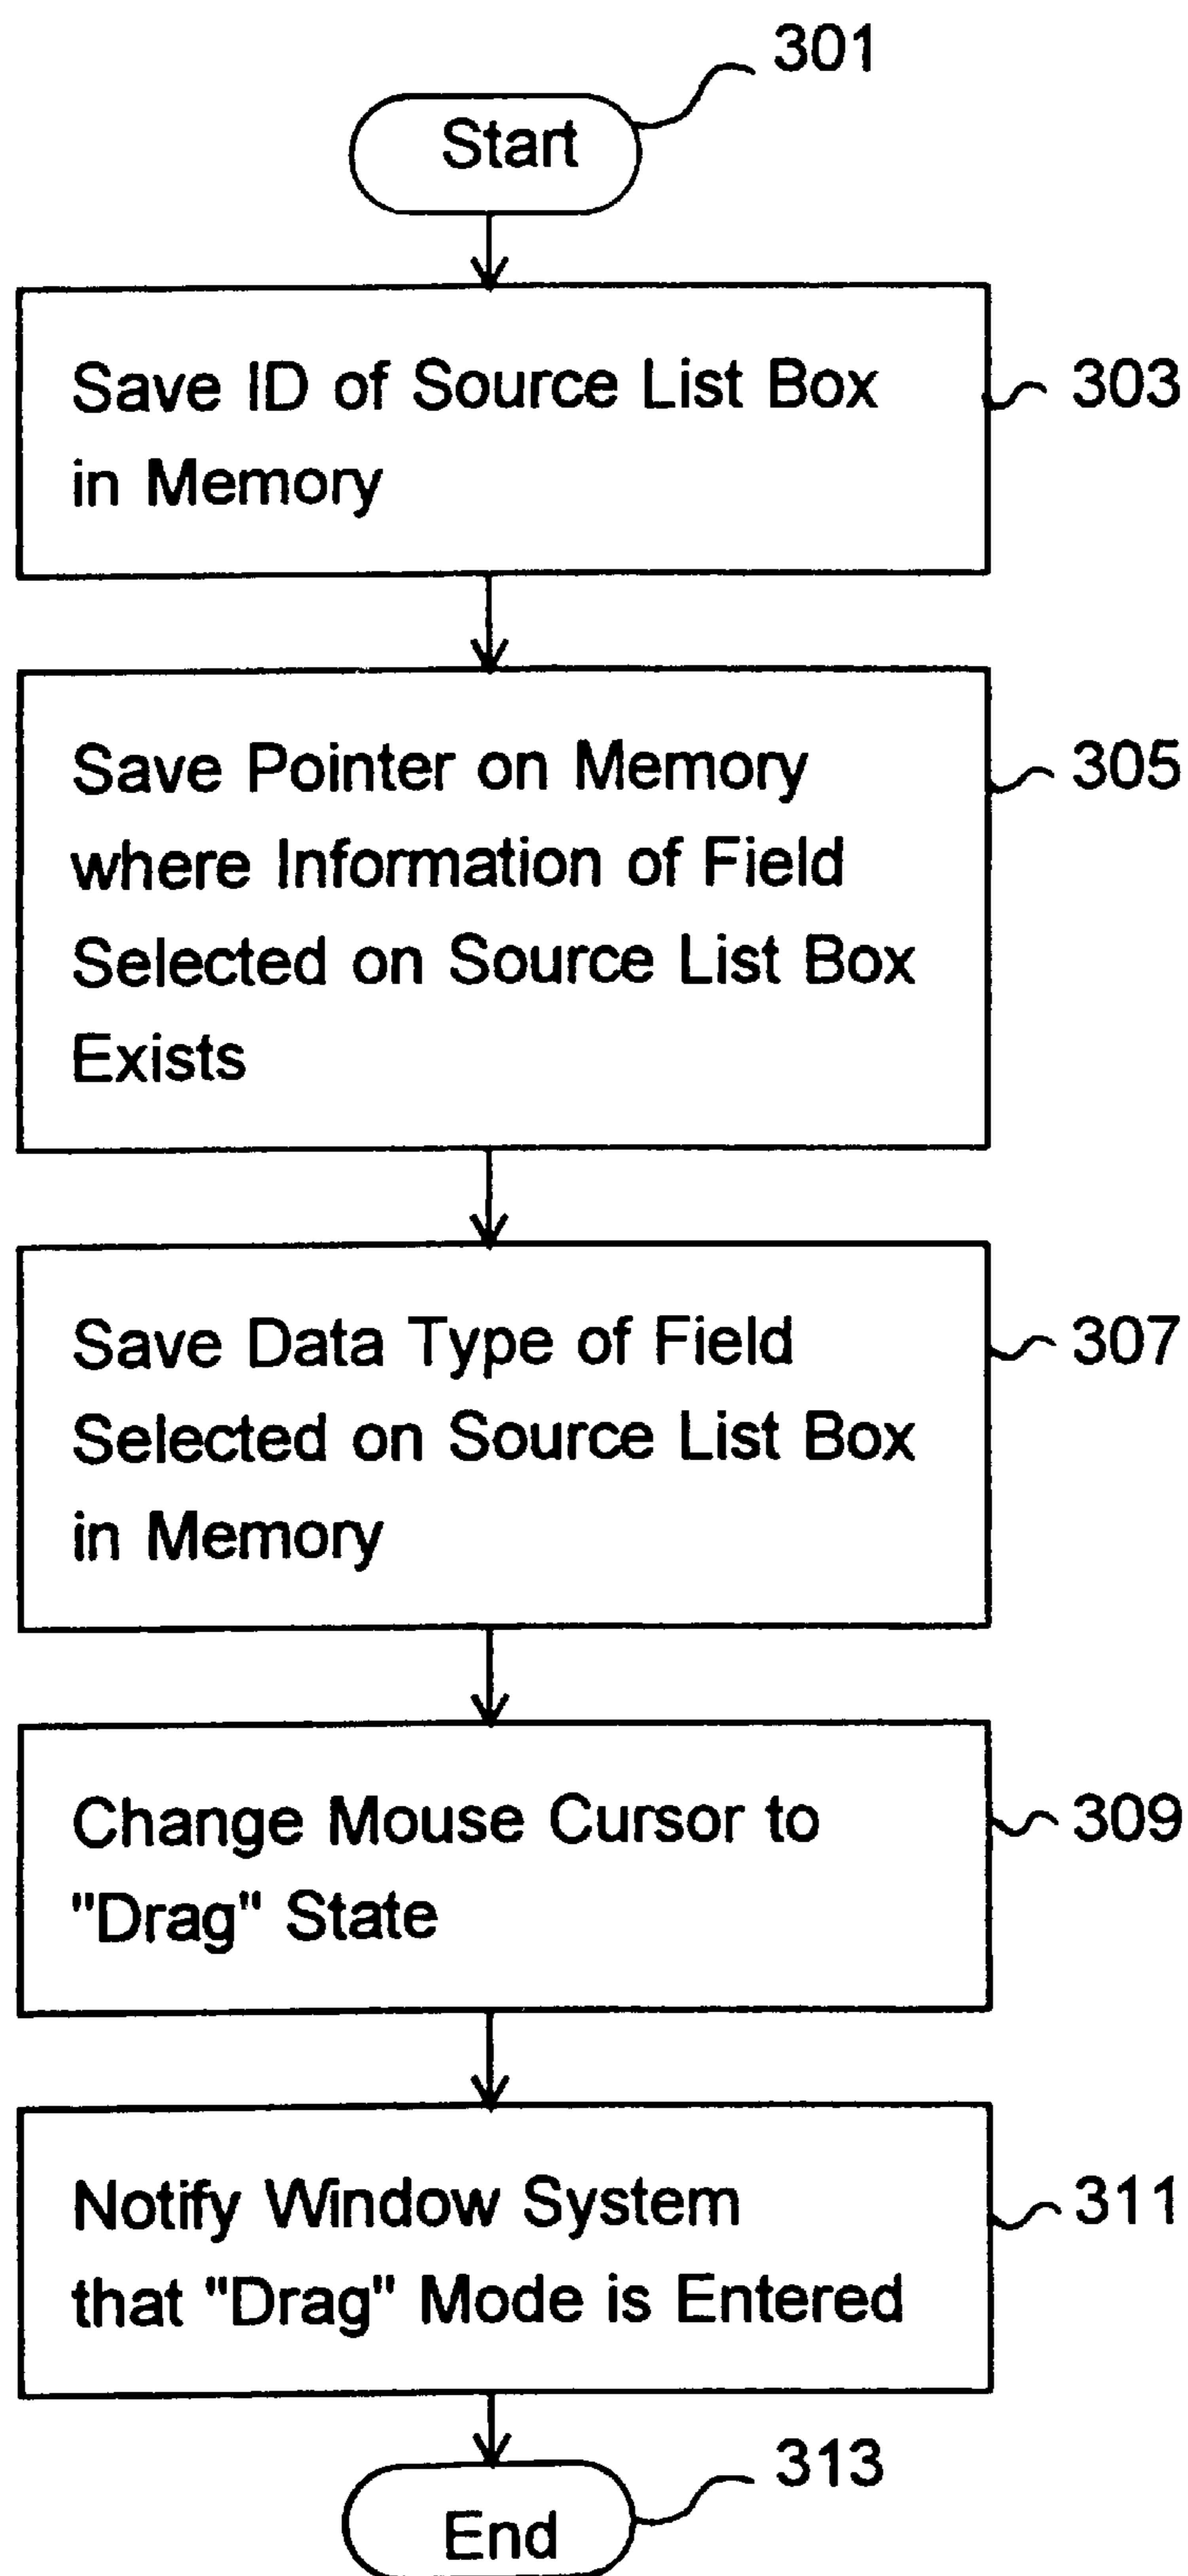 301
Start
Save ID of Source List Box
in Memory
303
Save Pointer on Memory
where Information of Field
Selected on Source List Box
Exists
305
Save Data Type of Field
Selected on Source List Box
in Memory
307
Change Mouse Cursor to
"Drag" State
309
Notify Window System
that "Drag" Mode is Entered
311
313
End